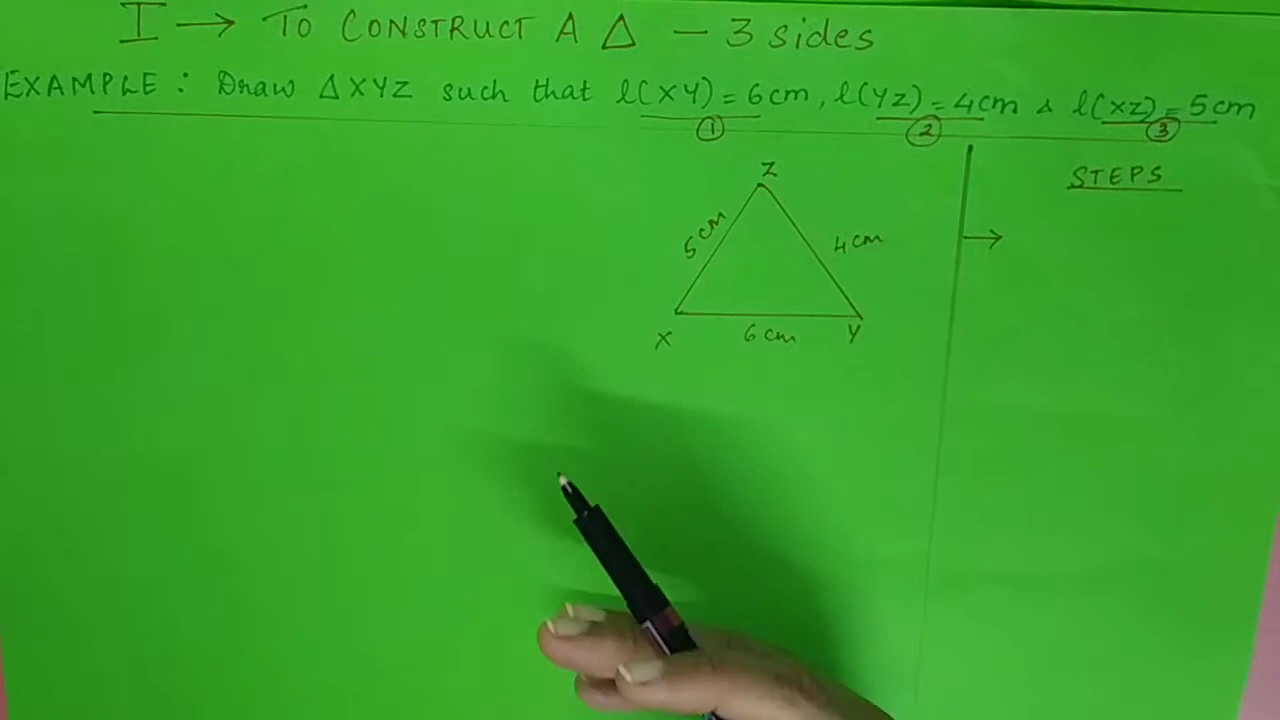 I → TO CONSTRUCT A Δ – 3 sides
EXAMPLE : Draw ΔXYZ such that l(XY) = 6cm, l(YZ) = 4cm & l(XZ) = 5cm
① ② ③
Z
STEPS
5cm
4cm
→
X
6cm
Y